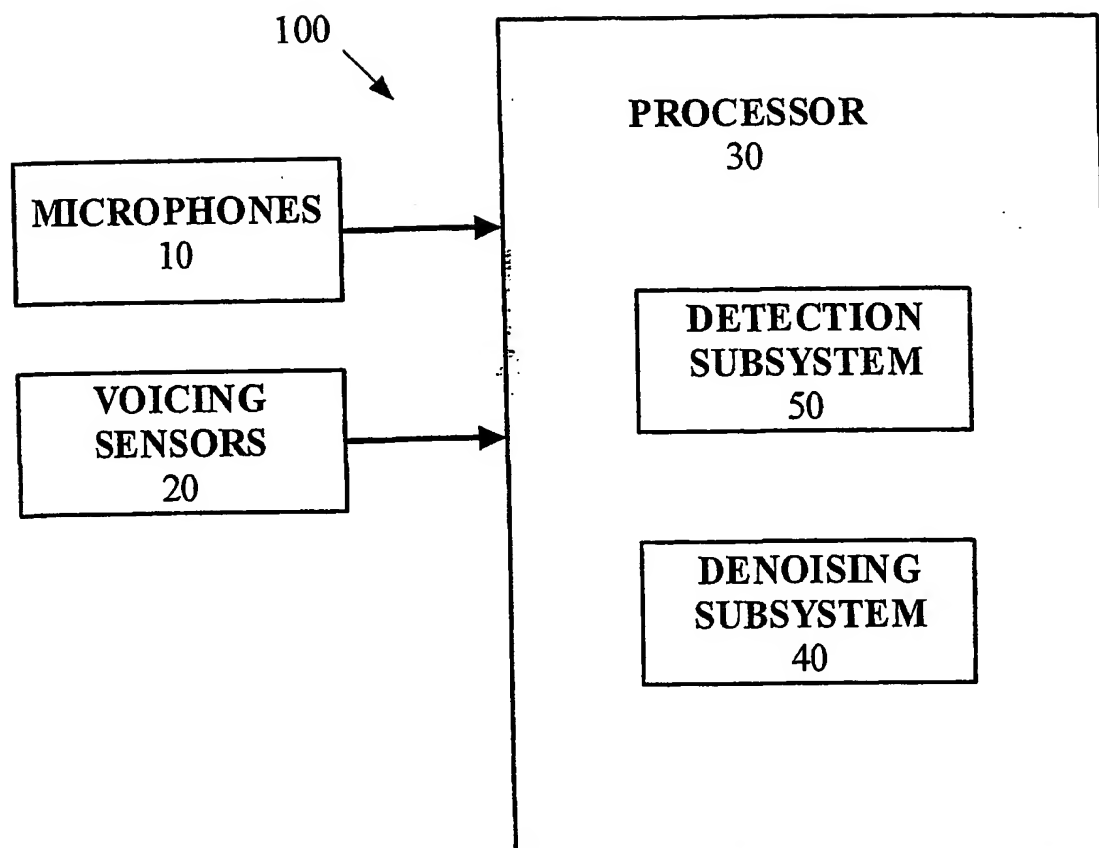 100
PROCESSOR
30
MICROPHONES
10
DETECTION
SUBSYSTEM
50
VOICING
SENSORS
20
DENOISING
SUBSYSTEM
40